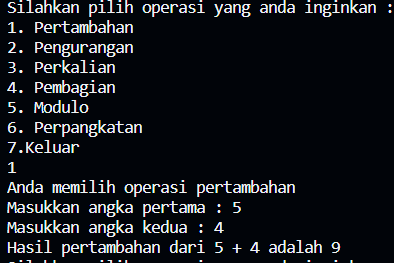 Silahkan pilih operasi yang anda inginkan :
1. Pertambahan
2. Pengurangan
3. Perkalian
4. Pembagian
5. Modulo
6. Perpangkatan
7.Keluar
1
Anda memilih operasi pertambahan
Masukkan angka pertama : 5
Masukkan angka kedua : 4
Hasil pertambahan dari 5 + 4 adalah 9